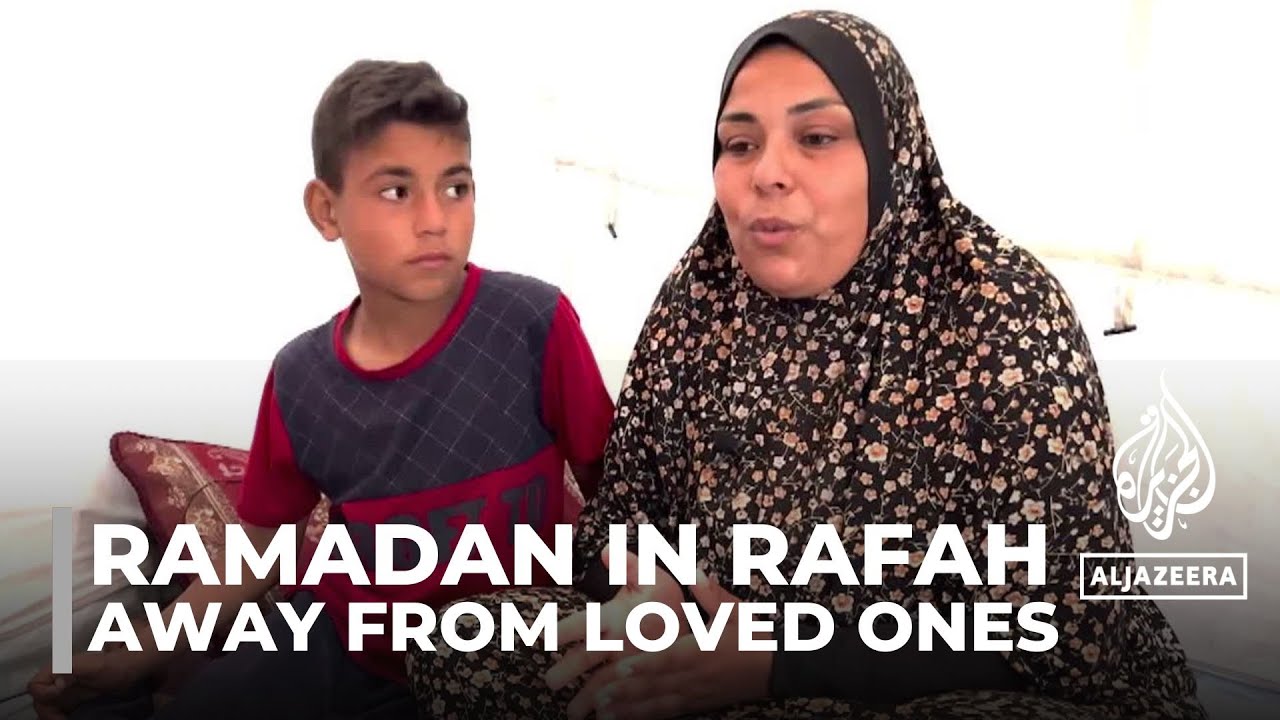 RAMADAN IN RAFAH
AWAY FROM LOVED ONES
الجزيرة
ALJAZEERA